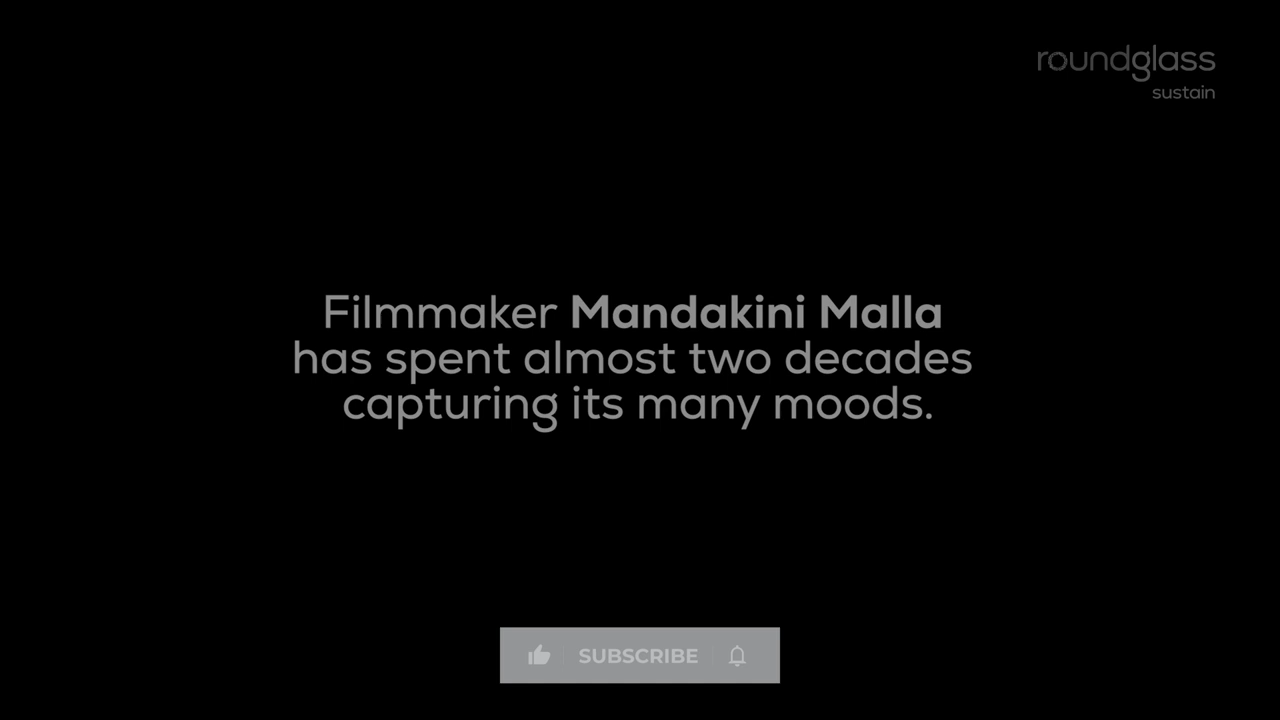 roundglass
sustain
Filmmaker Mandakini Malla
has spent almost two decades
capturing its many moods.
SUBSCRIBE